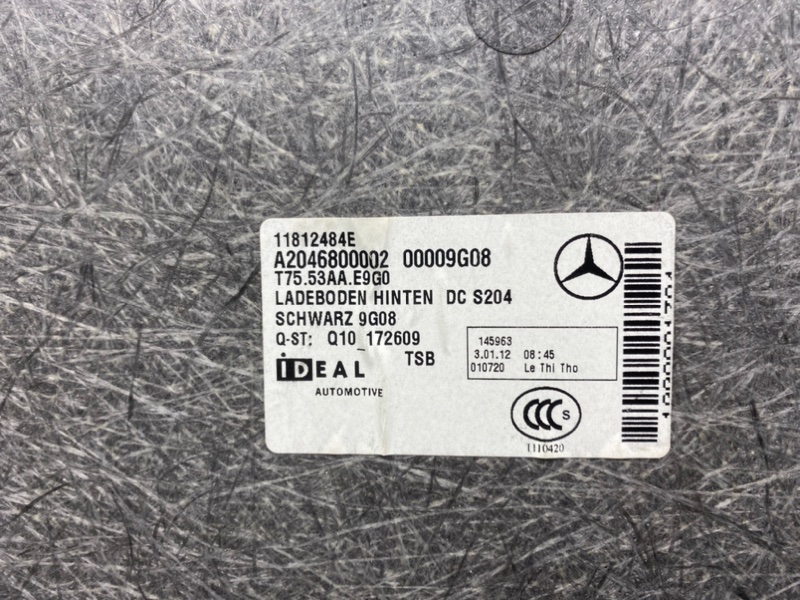 11812484E
A2046800002 00009G08
T75.53AA.E9G0
LADEBODEN HINTEN DC S204
SCHWARZ 9G08
Q-ST: Q10_172609
TSB
iDEAL
AUTOMOTIVE
145963
3.01.12 08:45
010720 Le Thi Tho
CCC S
1110420